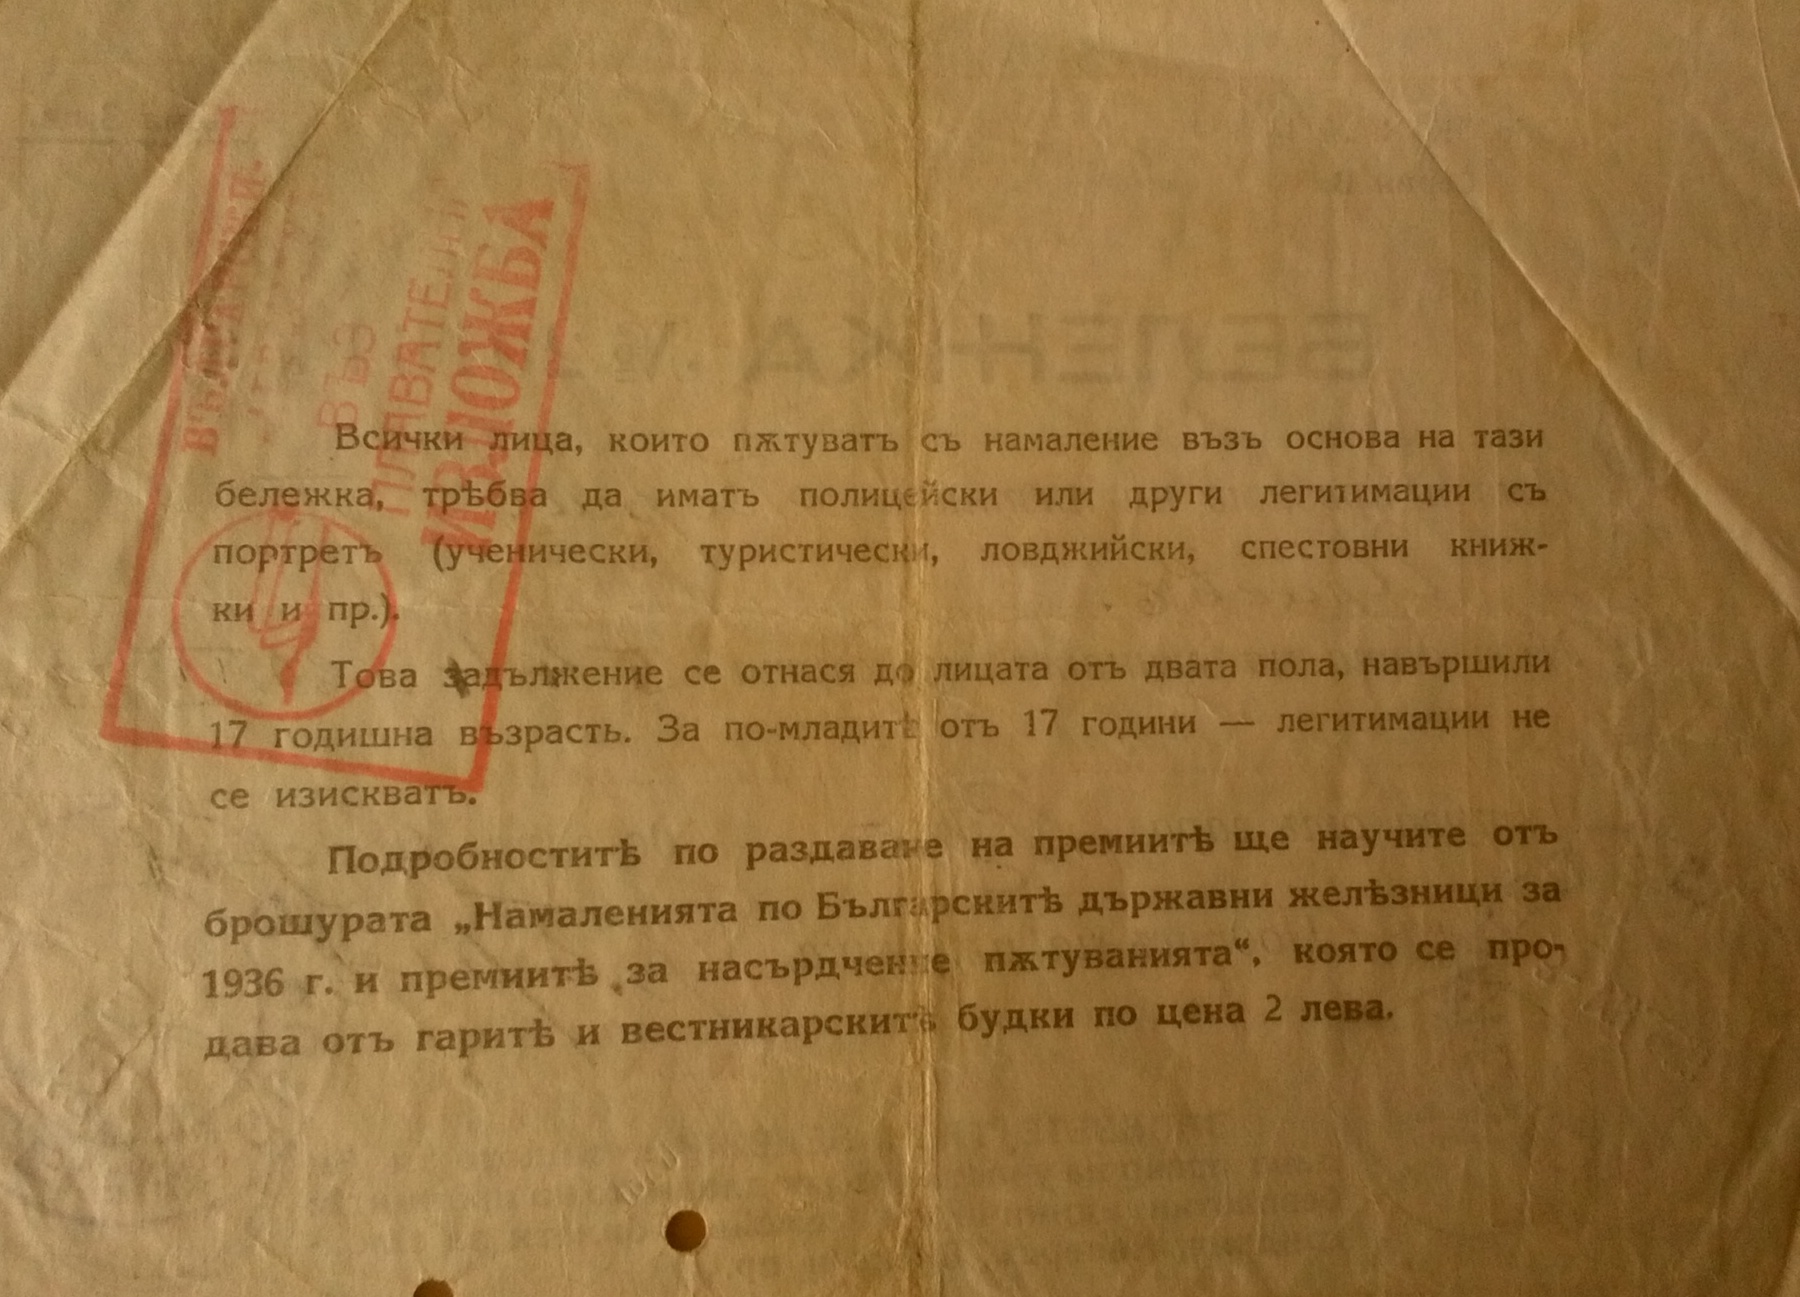 ВЪЗ
ИЗЛОЖБА
Всички лица, които пѫтуватъ съ намаление възъ основа на тази
бележка, трѣбва да иматъ полицейски или други легитимации съ
портретъ (ученически, туристически, ловджийски, спестовни книж-
ки и пр.).
Това задължение се отнася до лицата отъ двата пола, навършили
17 годишна възрасть. За по-младитѣ отъ 17 години — легитимации не
се изискватъ.
Подробноститѣ по раздаване на премиитѣ ще научите отъ
брошурата „Намаленията по Българскитѣ държавни желѣзници за
1936 г. и премиитѣ за насърдчение пѫтуванията“, която се про-
дава отъ гаритѣ и вестникарскитѣ будки по цена 2 лева.